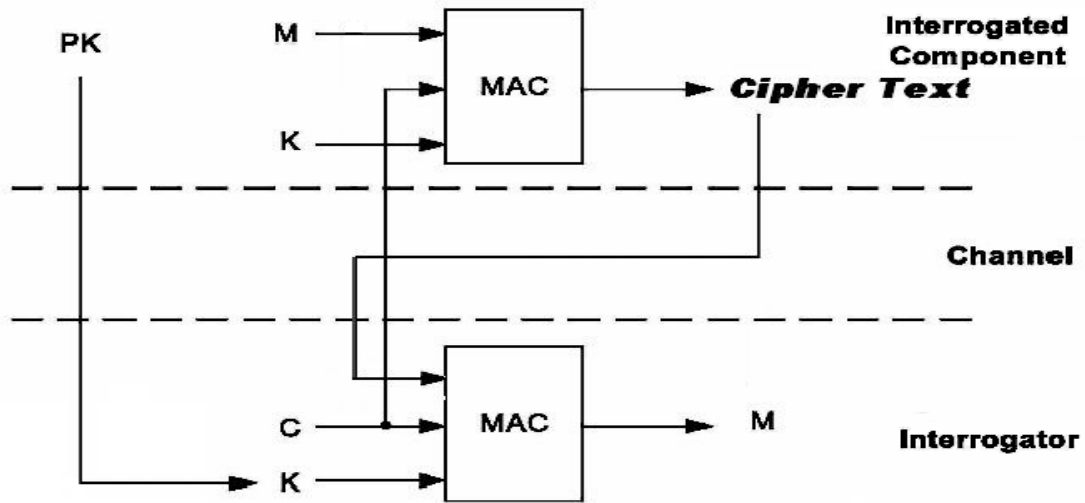 PK
M
MAC
K
Interrogated
Component
Cipher Text
Channel
C
K
MAC
M
Interrogator